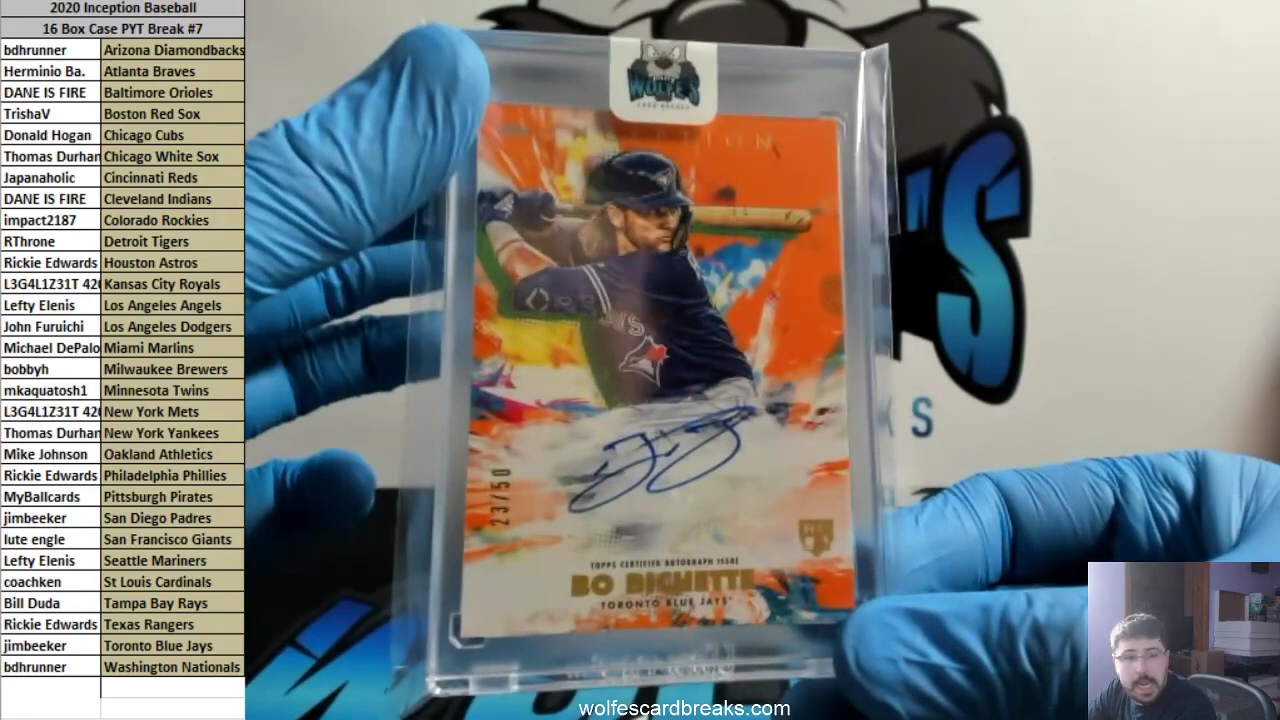 2020 Inception Baseball
16 Box Case PYT Break #7
bdhrunner Arizona Diamondbacks
Herminio Ba. Atlanta Braves
DANE IS FIRE Baltimore Orioles
TrishaV Boston Red Sox
Donald Hogan Chicago Cubs
Thomas Durhan Chicago White Sox
Japanaholic Cincinnati Reds
DANE IS FIRE Cleveland Indians
impact2187 Colorado Rockies
RThrone Detroit Tigers
Rickie Edwards Houston Astros
L3G4L1Z31T 42 Kansas City Royals
Lefty Elenis Los Angeles Angels
John Furuichi Los Angeles Dodgers
Michael DePalo Miami Marlins
bobbyh Milwaukee Brewers
mkaquatosh1 Minnesota Twins
L3G4L1Z31T 42 New York Mets
Thomas Durhan New York Yankees
Mike Johnson Oakland Athletics
Rickie Edwards Philadelphia Phillies
MyBallcards Pittsburgh Pirates
jimbeeker San Diego Padres
lute engle San Francisco Giants
Lefty Elenis Seattle Mariners
coachken St Louis Cardinals
Bill Duda Tampa Bay Rays
Rickie Edwards Texas Rangers
jimbeeker Toronto Blue Jays
bdhrunner Washington Nationals
WOLFE'S
CARD BREAKS
23/50
TOPPS CERTIFIED AUTOGRAPH ISSUE
BO BICHETTE
TORONTO BLUE JAYS
'S
S
wolfescardbreaks.com